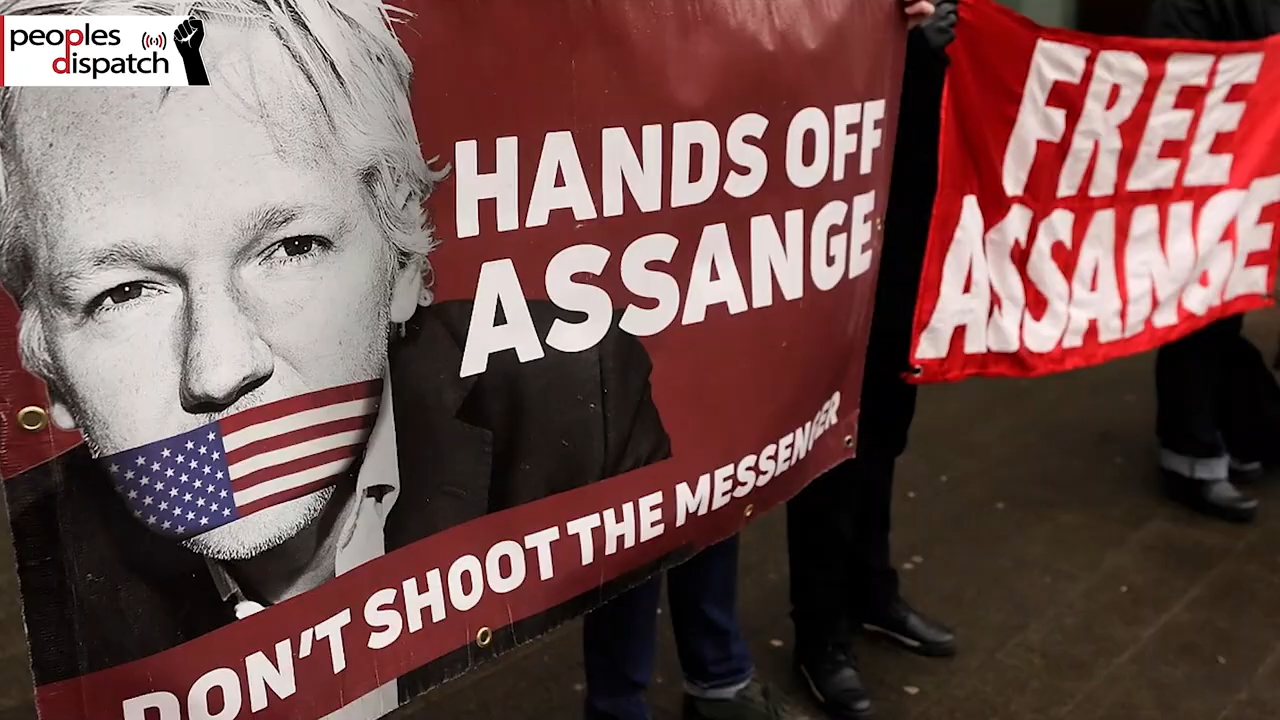 peoples
dispatch
HANDS OFF
ASSANGE
DON'T SHOOT THE MESSENGER
FREE
ASSANGE